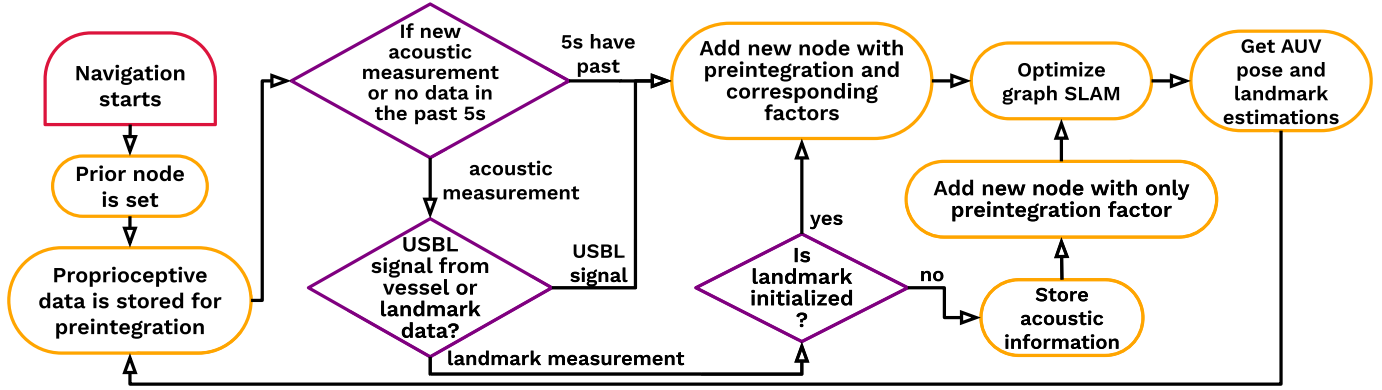 Navigation
starts
Prior node
is set
Proprioceptive
data is stored for
preintegration
If new
acoustic
measurement
or no data in
the past 5s
5s have
past
acoustic
measurement
USBL
signal from
vessel or
landmark
data?
USBL
signal
landmark measurement
Add new node with
preintegration and
corresponding
factors
yes
Is
landmark
initialized
?
no
Store
acoustic
information
Add new node with only
preintegration factor
Optimize
graph SLAM
Get AUV
pose and
landmark
estimations